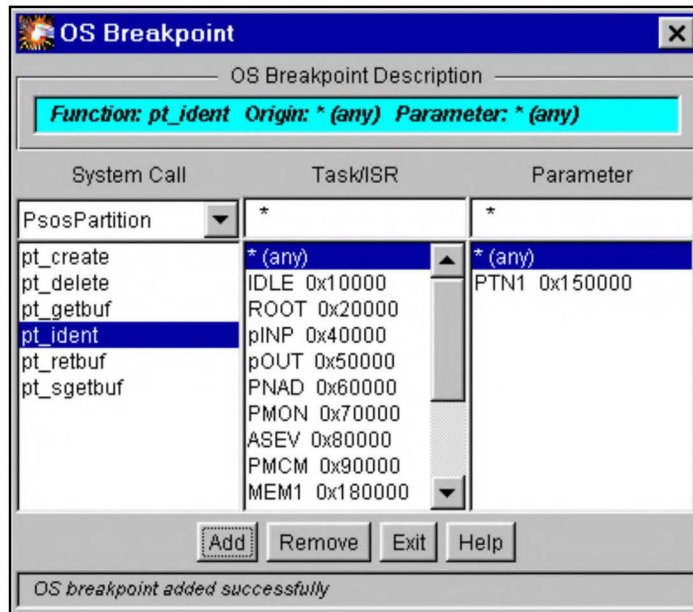 OS Breakpoint
OS Breakpoint Description
Function: pt_ident Origin: * (any) Parameter: * (any)
System Call Task/ISR Parameter
PsosPartition * *
pt_create * (any) * (any)
pt_delete IDLE 0x10000 PTN1 0x150000
pt_getbuf ROOT 0x20000
pt_ident pINP 0x40000
pt_retbuf pOUT 0x50000
pt_sgetbuf PNAD 0x60000
PMON 0x70000
ASEV 0x80000
PMCM 0x90000
MEM1 0x180000
Add Remove Exit Help
OS breakpoint added successfully